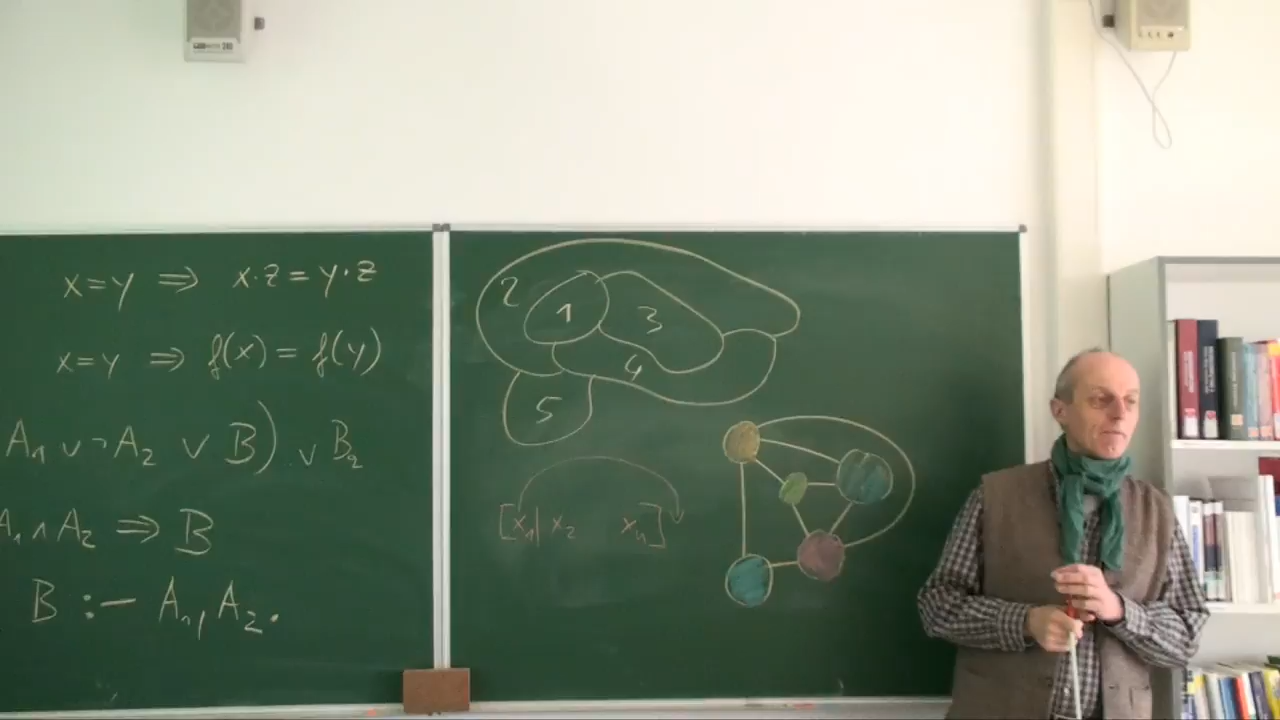 x=y ⇒ x·z = y·z
x=y ⇒ f(x) = f(y)
A₁ ∨ ¬A₂ ∨ B) ∨ B₂
A₁ ∧ A₂ ⇒ B
B :– A₁, A₂.
2
1
3
4
5
[x₁| x₂ xₙ]